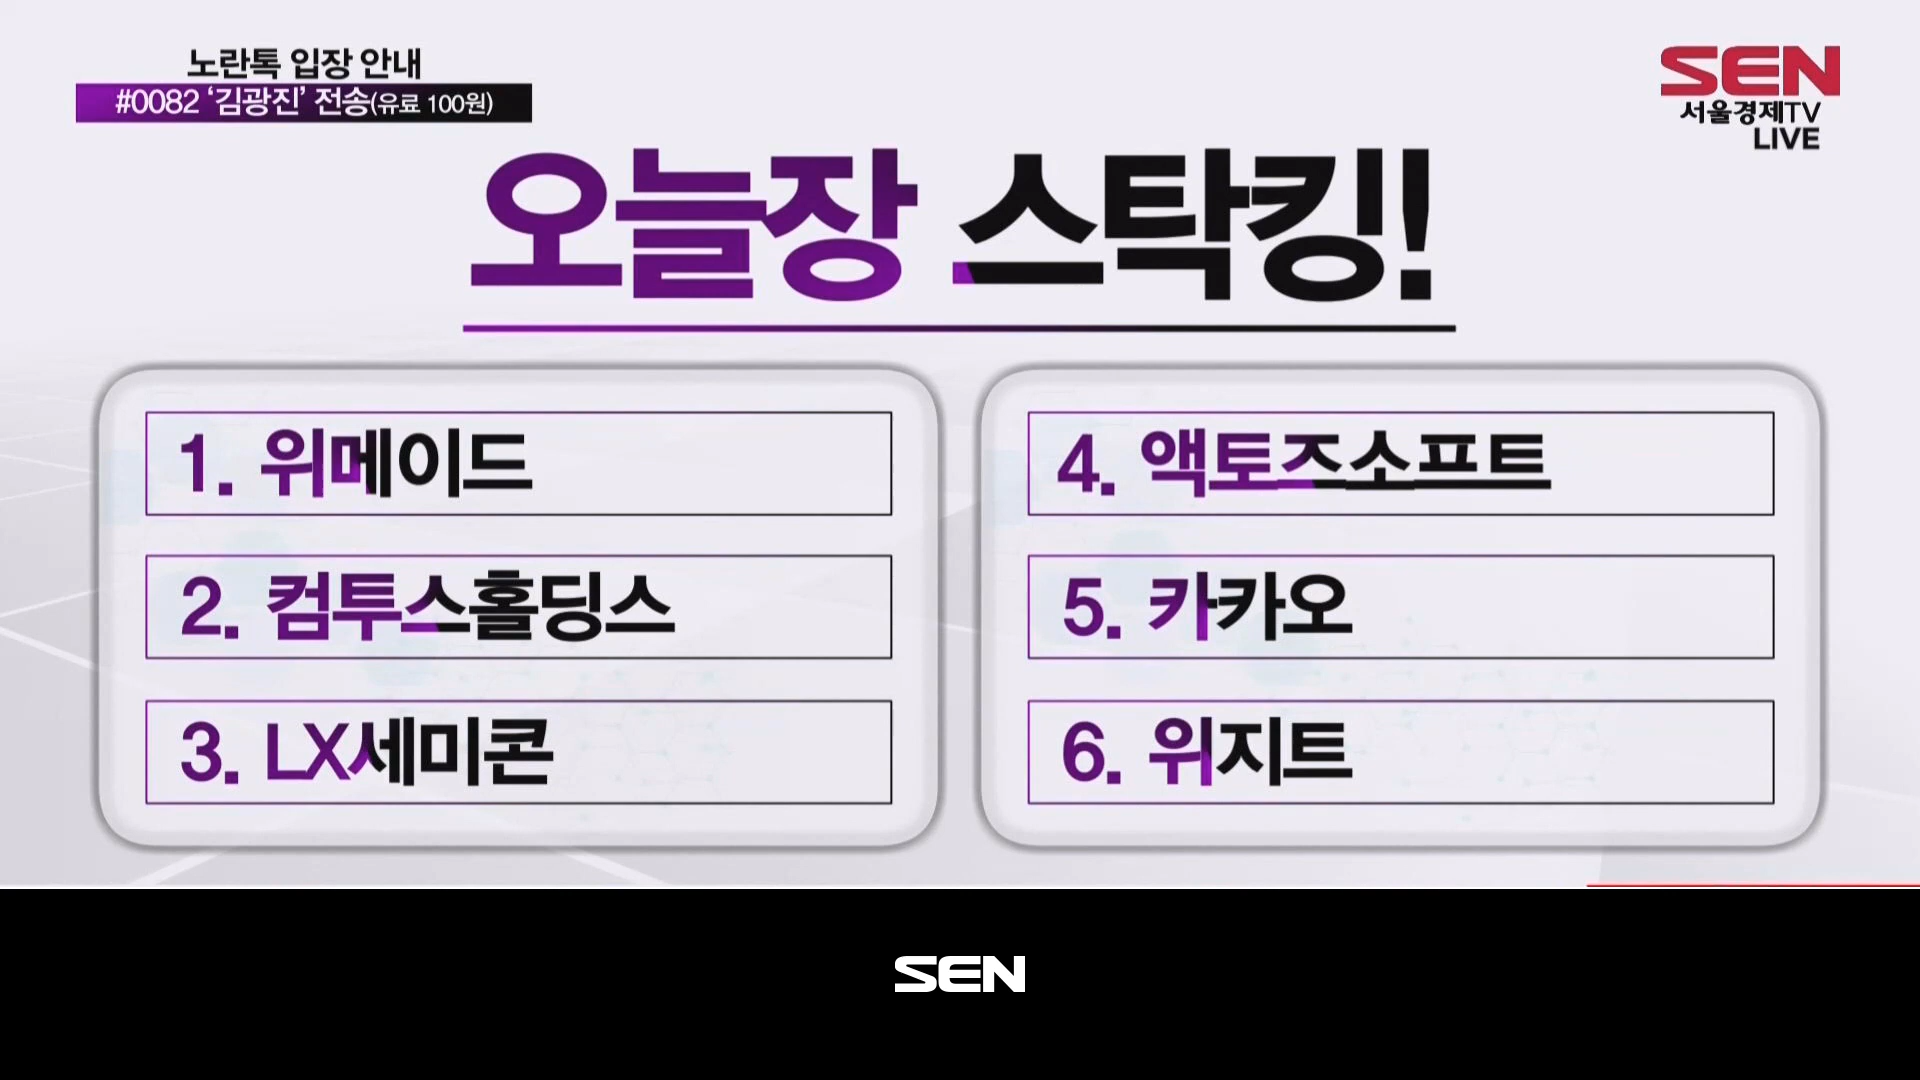 노란톡 입장 안내
#0082 ‘김광진’ 전송(유료 100원)
SEN
서울경제TV
LIVE
오늘장 스탁킹!
1. 위메이드
2. 컴투스홀딩스
3. LX세미콘
4. 액토즈소프트
5. 카카오
6. 위지트
SEN